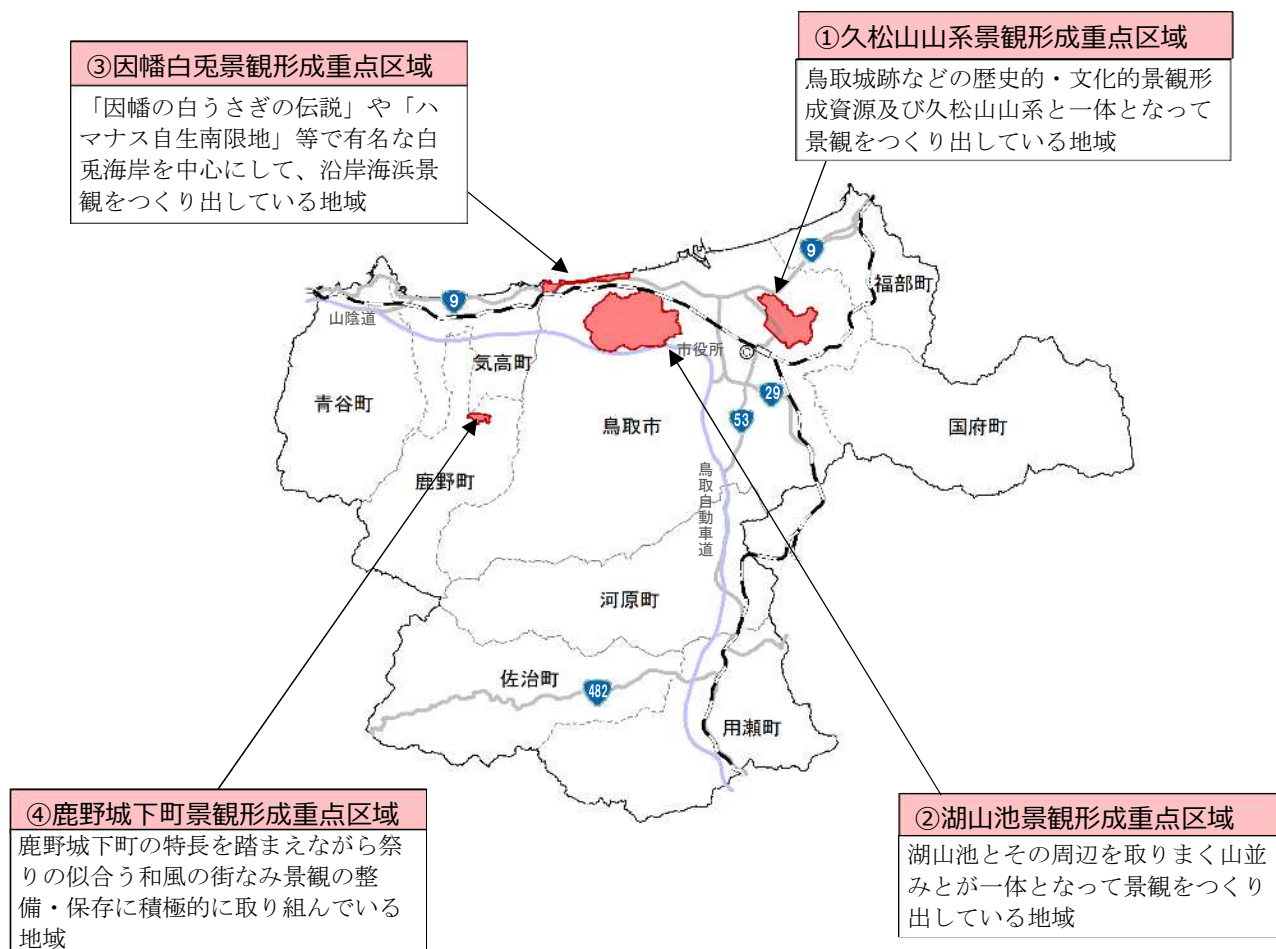 ①久松山山系景観形成重点区域
鳥取城跡などの歴史的・文化的景観形
成資源及び久松山山系と一体となって
景観をつくり出している地域
③因幡白兎景観形成重点区域
「因幡の白うさぎの伝説」や「ハ
マナス自生南限地」等で有名な白
兎海岸を中心にして、沿岸海浜景
観をつくり出している地域
9
福部町
9
山陰道
市役所
気高町
青谷町
29
53
鳥取市
国府町
鹿野町
鳥取自動車道
河原町
佐治町
482
用瀬町
④鹿野城下町景観形成重点区域
鹿野城下町の特長を踏まえながら祭
りの似合う和風の街なみ景観の整
備・保存に積極的に取り組んでいる
地域
②湖山池景観形成重点区域
湖山池とその周辺を取りまく山並
みとが一体となって景観をつくり
出している地域